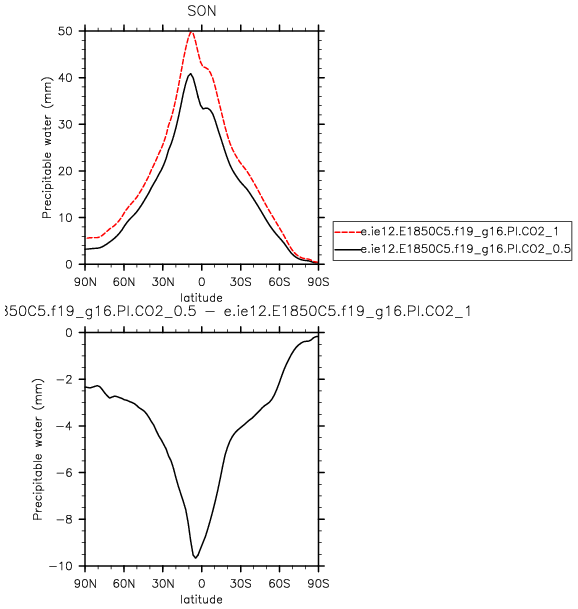 SON
50
40
30
20
10
0
Precipitable water (mm)
90N 60N 30N 0 30S 60S 90S
latitude
e.ie12.E1850C5.f19_g16.PI.CO2_1
e.ie12.E1850C5.f19_g16.PI.CO2_0.5
350C5.f19_g16.PI.CO2_0.5 − e.ie12.E1850C5.f19_g16.PI.CO2_1
0
−2
−4
−6
−8
−10
Precipitable water (mm)
90N 60N 30N 0 30S 60S 90S
latitude